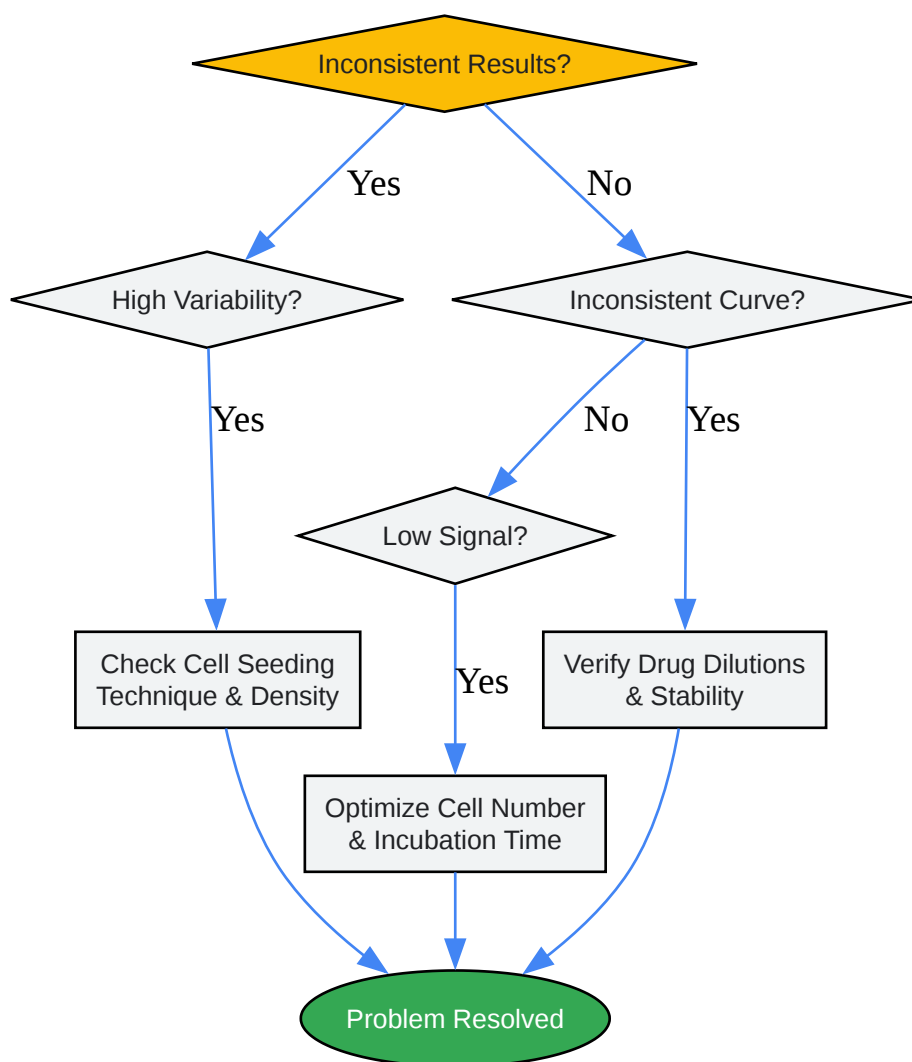 Inconsistent Results?
Yes
No
High Variability?
Inconsistent Curve?
Yes
No
Yes
Low Signal?
Check Cell Seeding
Technique & Density
Verify Drug Dilutions
& Stability
Yes
Optimize Cell Number
& Incubation Time
Problem Resolved